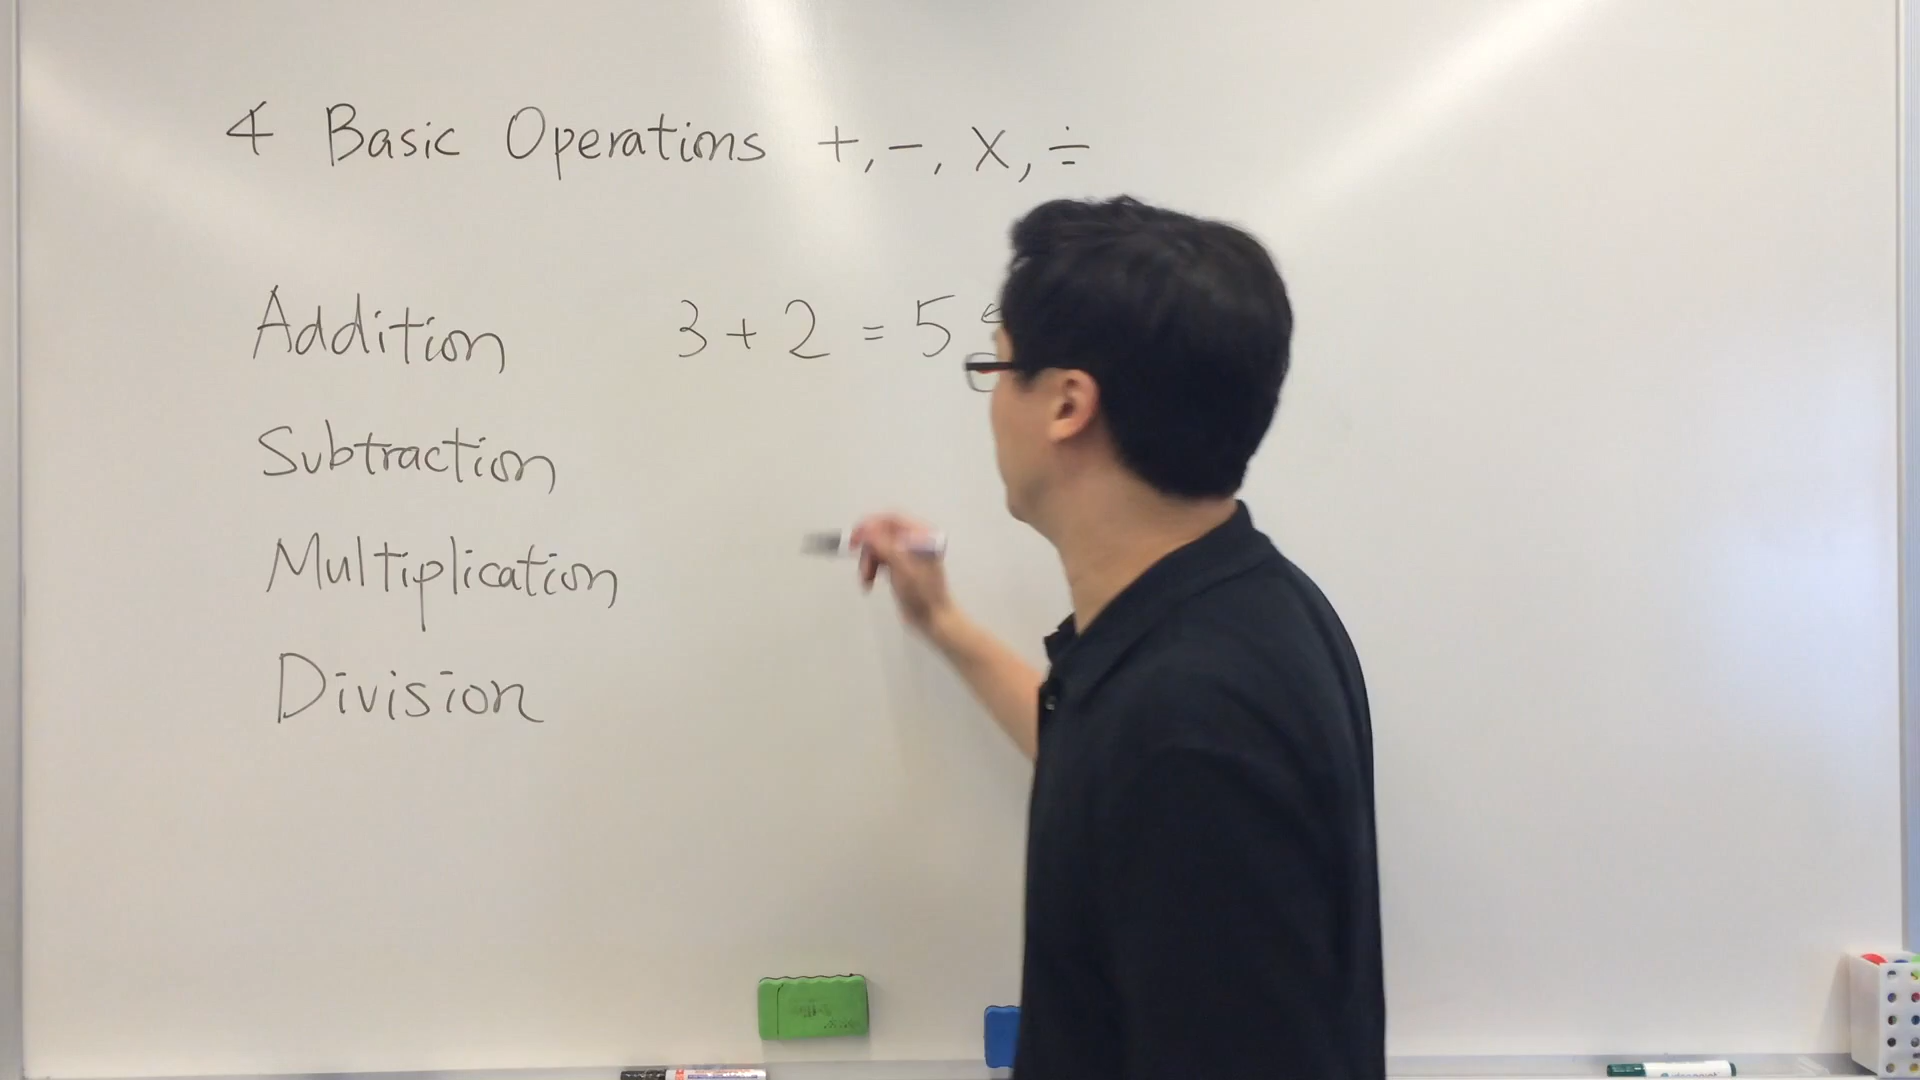 4 Basic Operations +, -, ×, ÷
Addition 3 + 2 = 5
Subtraction
Multiplication
Division